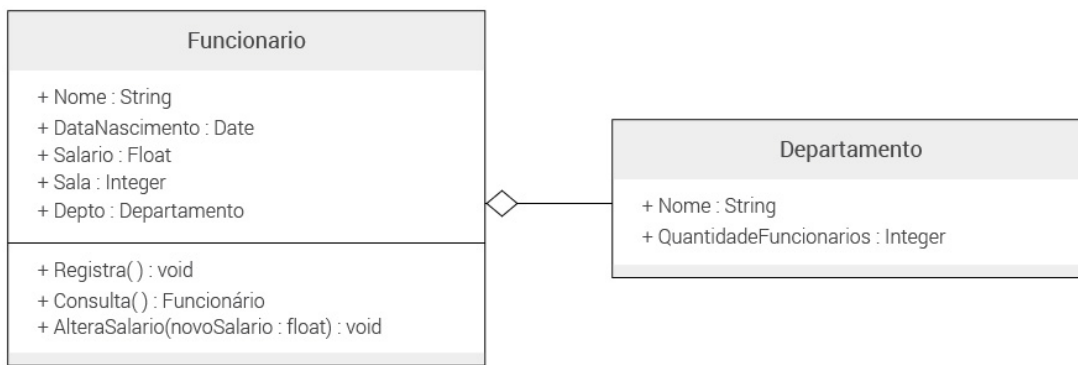 Funcionario
+ Nome : String
+ DataNascimento : Date
+ Salario : Float
+ Sala : Integer
+ Depto : Departamento
+ Registra( ) : void
+ Consulta( ) : Funcionário
+ AlteraSalario(novoSalario : float) : void
Departamento
+ Nome : String
+ QuantidadeFuncionarios : Integer